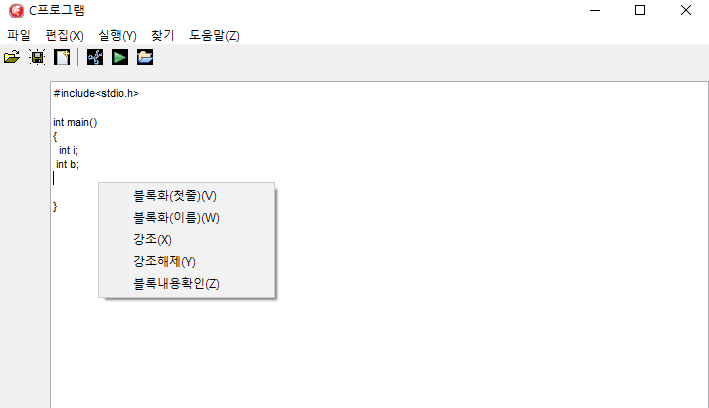 C프로그램
파일 편집(X) 실행(Y) 찾기 도움말(Z)
#include<stdio.h>
int main()
{
int i;
int b;
}
블록화(첫줄)(V)
블록화(이름)(W)
강조(X)
강조해제(Y)
블록내용확인(Z)